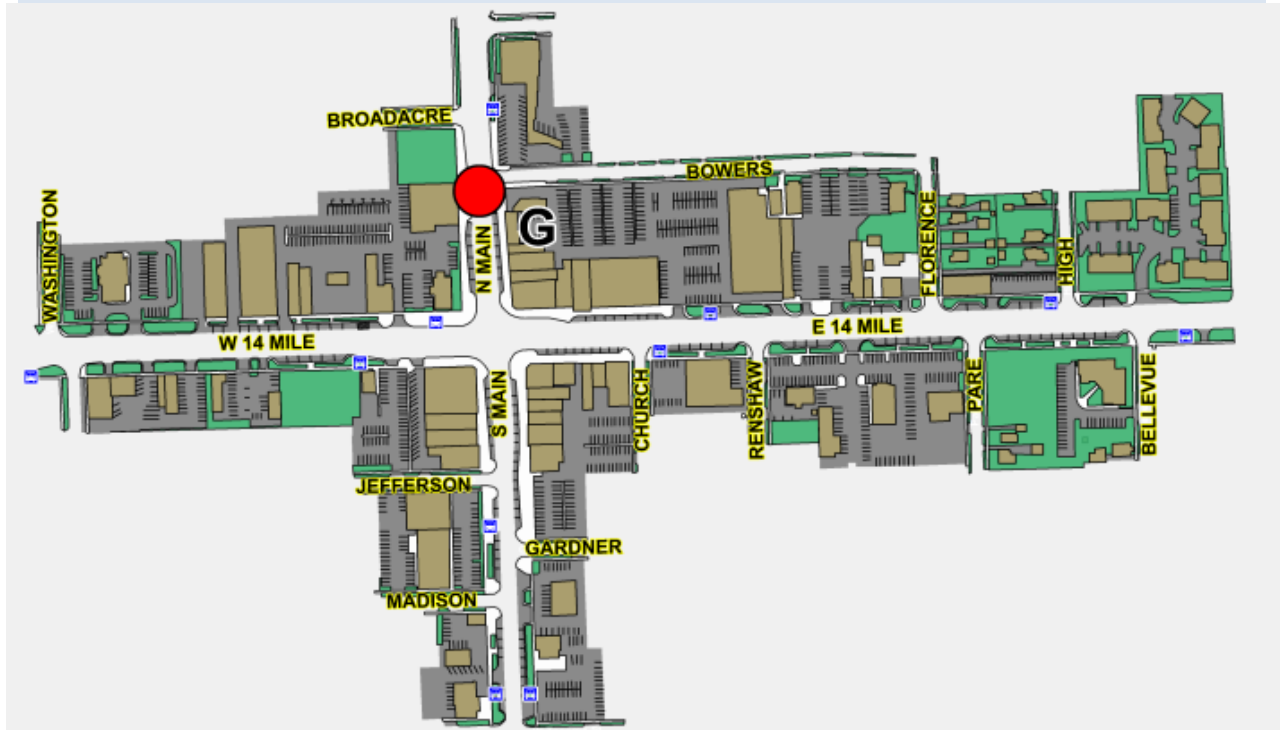 BROADACRE
BOWERS
WASHINGTON
N MAIN
G
FLORENCE
HIGH
W 14 MILE
E 14 MILE
S MAIN
CHURCH
RENSHAW
PARE
BELLEVUE
JEFFERSON
GARDNER
MADISON